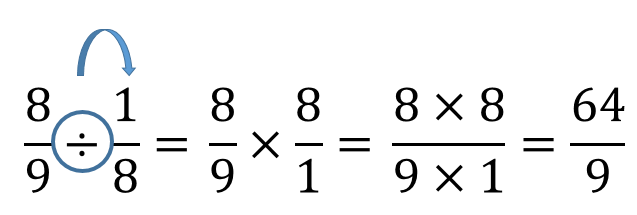 8/9 ÷ 1/8 = 8/9 × 8/1 = (8 × 8)/(9 × 1) = 64/9